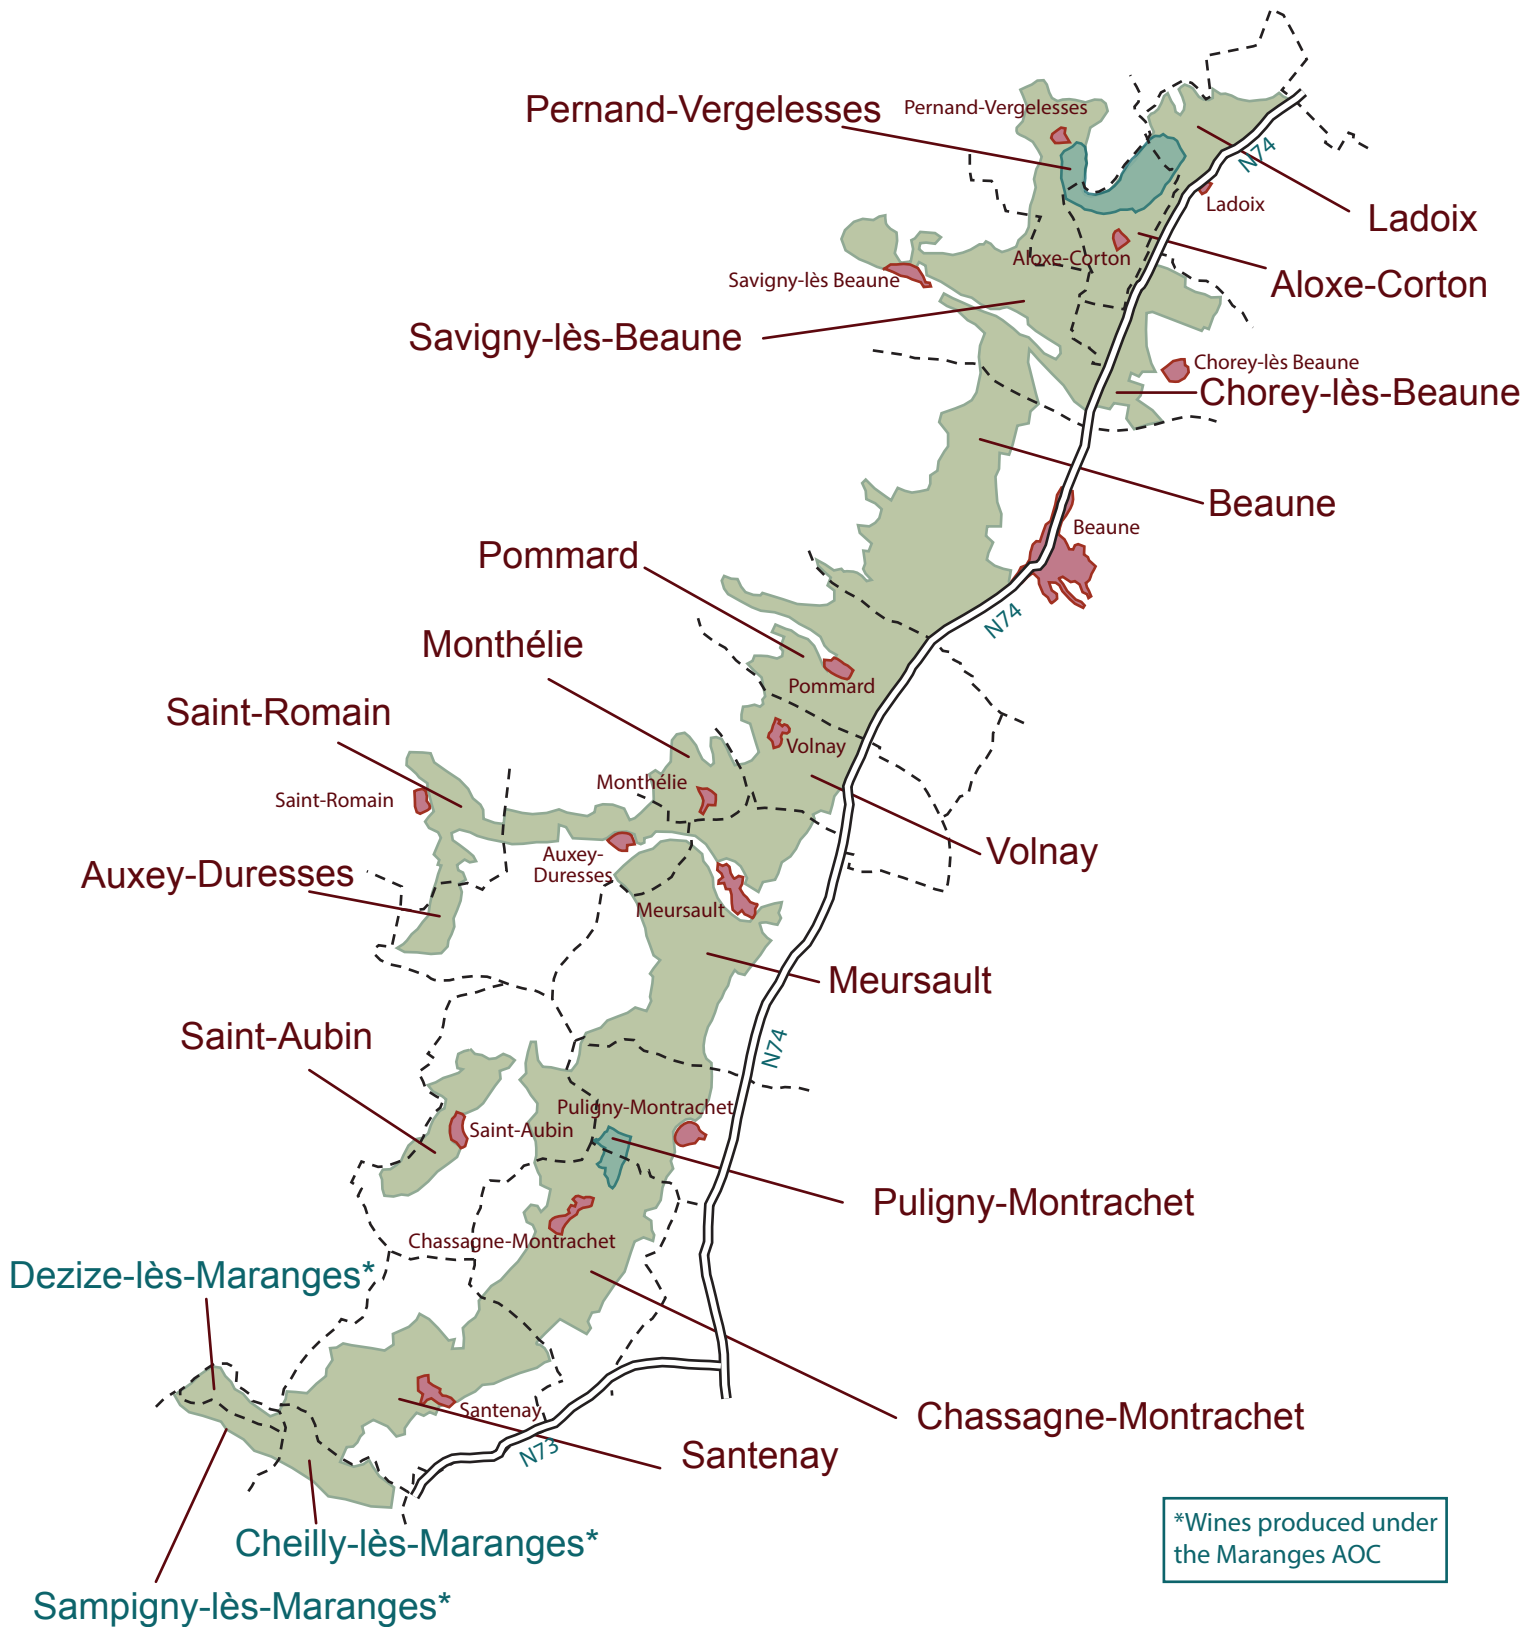 Pernand-Vergelesses
Pernand-Vergelesses
N74
Ladoix
Ladoix
Aloxe-Corton
Aloxe-Corton
Savigny-lès Beaune
Savigny-lès-Beaune
Chorey-lès Beaune
Chorey-lès-Beaune
Beaune
Beaune
Pommard
N74
Monthélie
Pommard
Saint-Romain
Volnay
Monthélie
Saint-Romain
Volnay
Auxey-
Duresses
Auxey-Duresses
Meursault
Meursault
Saint-Aubin
N74
Puligny-Montrachet
Saint-Aubin
Puligny-Montrachet
Chassagne-Montrachet
Dezize-lès-Maranges*
Santenay
Chassagne-Montrachet
N73
Santenay
*Wines produced under
the Maranges AOC
Cheilly-lès-Maranges*
Sampigny-lès-Maranges*